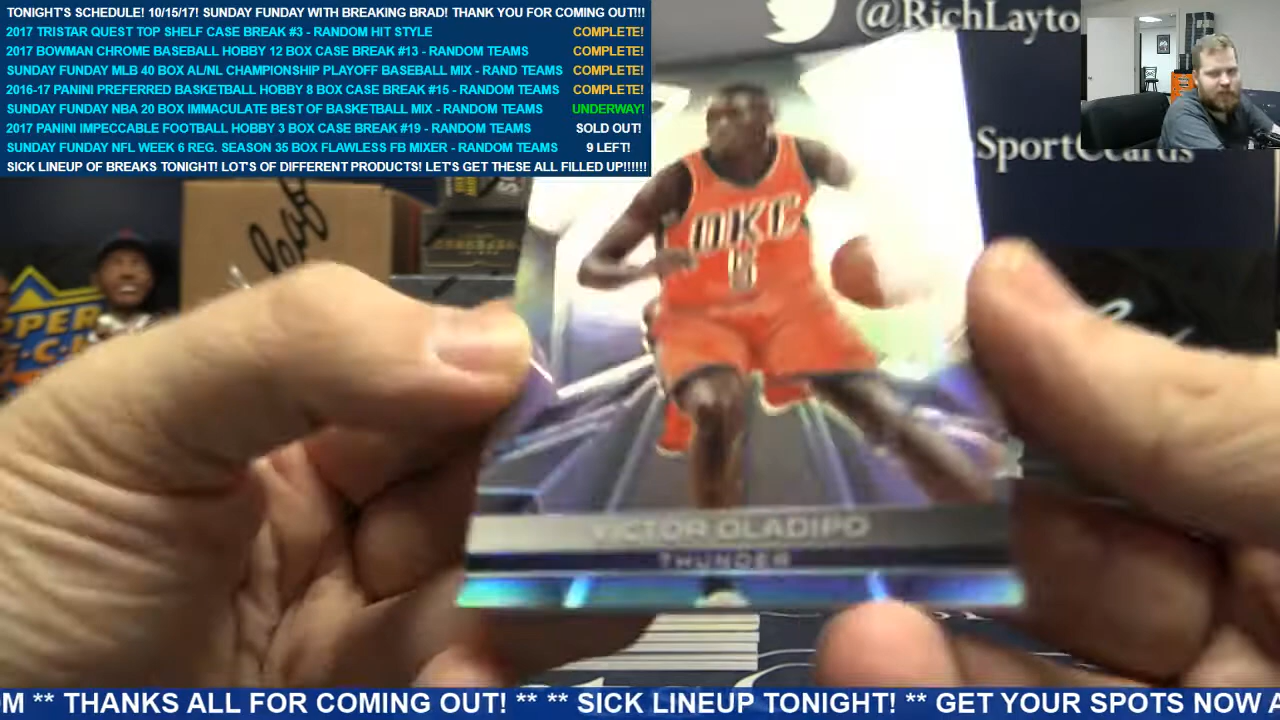 TONIGHT'S SCHEDULE! 10/15/17! SUNDAY FUNDAY WITH BREAKING BRAD! THANK YOU FOR COMING OUT!!!
2017 TRISTAR QUEST TOP SHELF CASE BREAK #3 - RANDOM HIT STYLE COMPLETE!
2017 BOWMAN CHROME BASEBALL HOBBY 12 BOX CASE BREAK #13 - RANDOM TEAMS COMPLETE!
SUNDAY FUNDAY MLB 40 BOX AL/NL CHAMPIONSHIP PLAYOFF BASEBALL MIX - RAND TEAMS COMPLETE!
2016-17 PANINI PREFERRED BASKETBALL HOBBY 8 BOX CASE BREAK #15 - RANDOM TEAMS COMPLETE!
SUNDAY FUNDAY NBA 20 BOX IMMACULATE BEST OF BASKETBALL MIX - RANDOM TEAMS UNDERWAY!
2017 PANINI IMPECCABLE FOOTBALL HOBBY 3 BOX CASE BREAK #19 - RANDOM TEAMS SOLD OUT!
SUNDAY FUNDAY NFL WEEK 6 REG. SEASON 35 BOX FLAWLESS FB MIXER - RANDOM TEAMS 9 LEFT!
SICK LINEUP OF BREAKS TONIGHT! LOT'S OF DIFFERENT PRODUCTS! LET'S GET THESE ALL FILLED UP!!!!!!
@RichLayto
SportCcards
Leaf
PPER
OKC
VICTOR OLADIPO
THUNDER
OM ** THANKS ALL FOR COMING OUT! ** ** SICK LINEUP TONIGHT! ** GET YOUR SPOTS NOW A